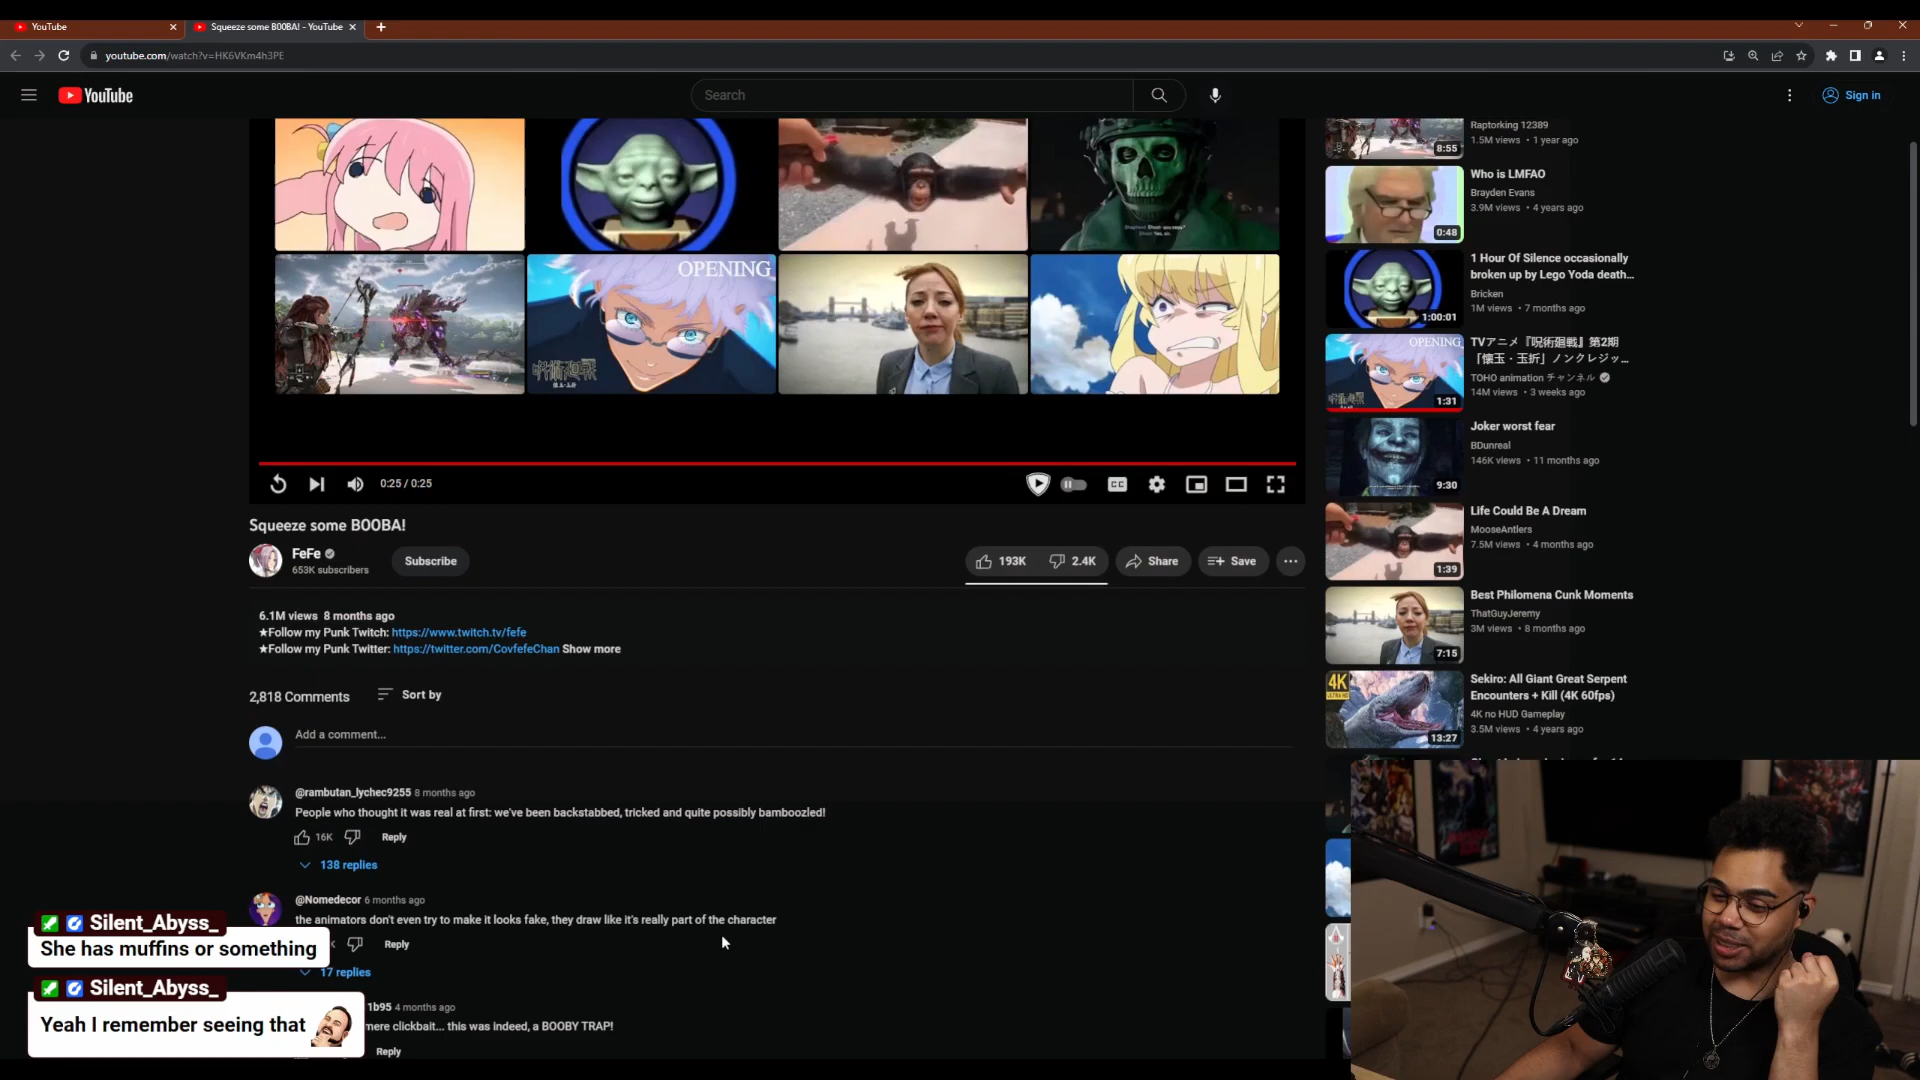 YouTube
Squeeze some B00BA! - YouTube
youtube.com/watch?v=HK6VKm4h3PE
YouTube
Search
Sign in
OPENING
呪術廻戦
懐玉・玉折
0:25 / 0:25
CC
Squeeze some B00BA!
FeFe
653K subscribers
Subscribe
193K
2.4K
Share
Save
6.1M views 8 months ago
★Follow my Punk Twitch: https://www.twitch.tv/fefe
★Follow my Punk Twitter: https://twitter.com/CovfefeChan Show more
2,818 Comments
Sort by
Add a comment...
@rambutan_lychec9255 8 months ago
People who thought it was real at first: we've been backstabbed, tricked and quite possibly bamboozled!
16K
Reply
138 replies
@Nomedecor 6 months ago
the animators don't even try to make it looks fake, they draw like it's really part of the character
Reply
17 replies
1b95 4 months ago
mere clickbait... this was indeed, a BOOBY TRAP!
Reply
Silent_Abyss_
She has muffins or something
Silent_Abyss_
Yeah I remember seeing that
Raptorking 12389
1.5M views • 1 year ago
8:55
Who is LMFAO
Brayden Evans
3.9M views • 4 years ago
0:48
1 Hour Of Silence occasionally
broken up by Lego Yoda death...
Bricken
1M views • 7 months ago
1:00:01
TVアニメ『呪術廻戦』第2期
「懐玉・玉折」ノンクレジッ...
TOHO animation チャンネル
14M views • 3 weeks ago
OPENING
1:31
Joker worst fear
BDunreal
146K views • 11 months ago
9:30
Life Could Be A Dream
MooseAntlers
7.5M views • 4 months ago
1:39
Best Philomena Cunk Moments
ThatGuyJeremy
3M views • 8 months ago
7:15
Sekiro: All Giant Great Serpent
Encounters + Kill (4K 60fps)
4K no HUD Gameplay
3.5M views • 4 years ago
4K
ULTRA HD
13:27